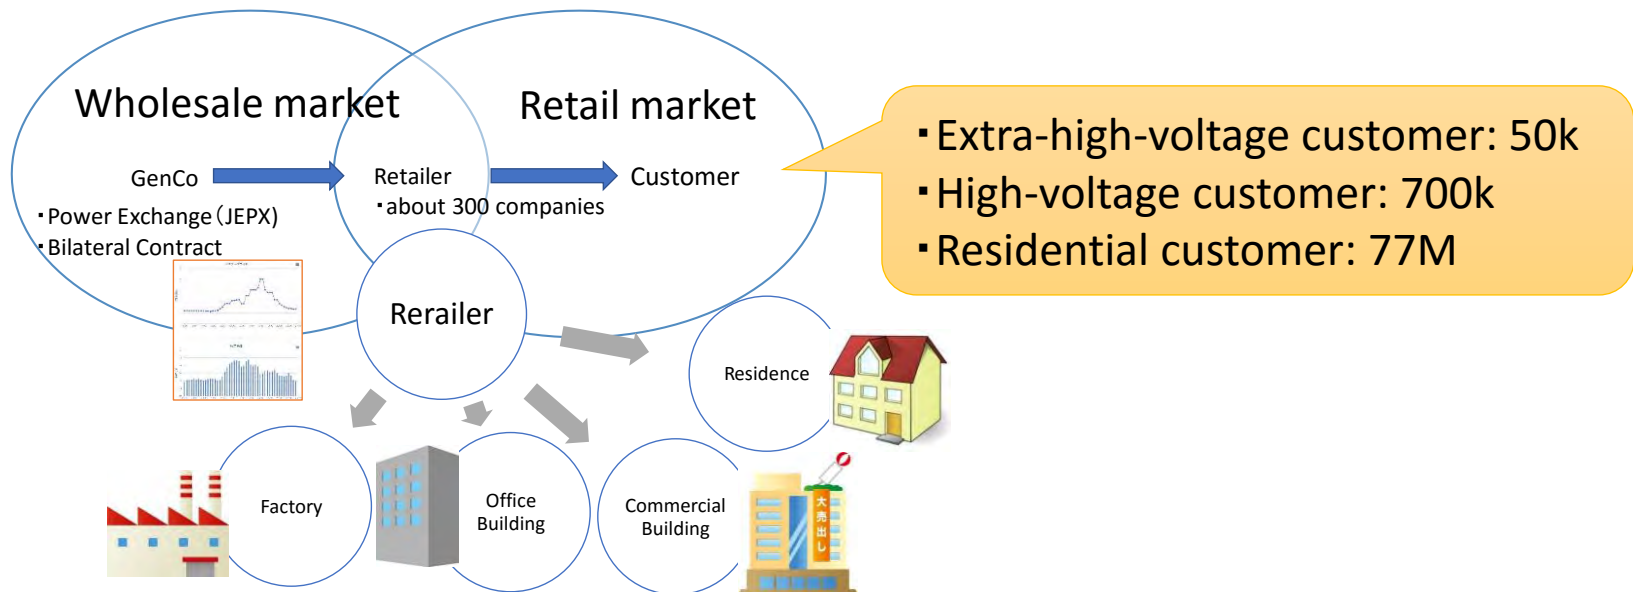 Wholesale market
Retail market
GenCo
Retailer
Customer
・Power Exchange（JEPX)
・about 300 companies
・Bilateral Contract
・Extra-high-voltage customer: 50k
・High-voltage customer: 700k
・Residential customer: 77M
Rerailer
Residence
Factory
Office
Building
Commercial
Building
大売出し